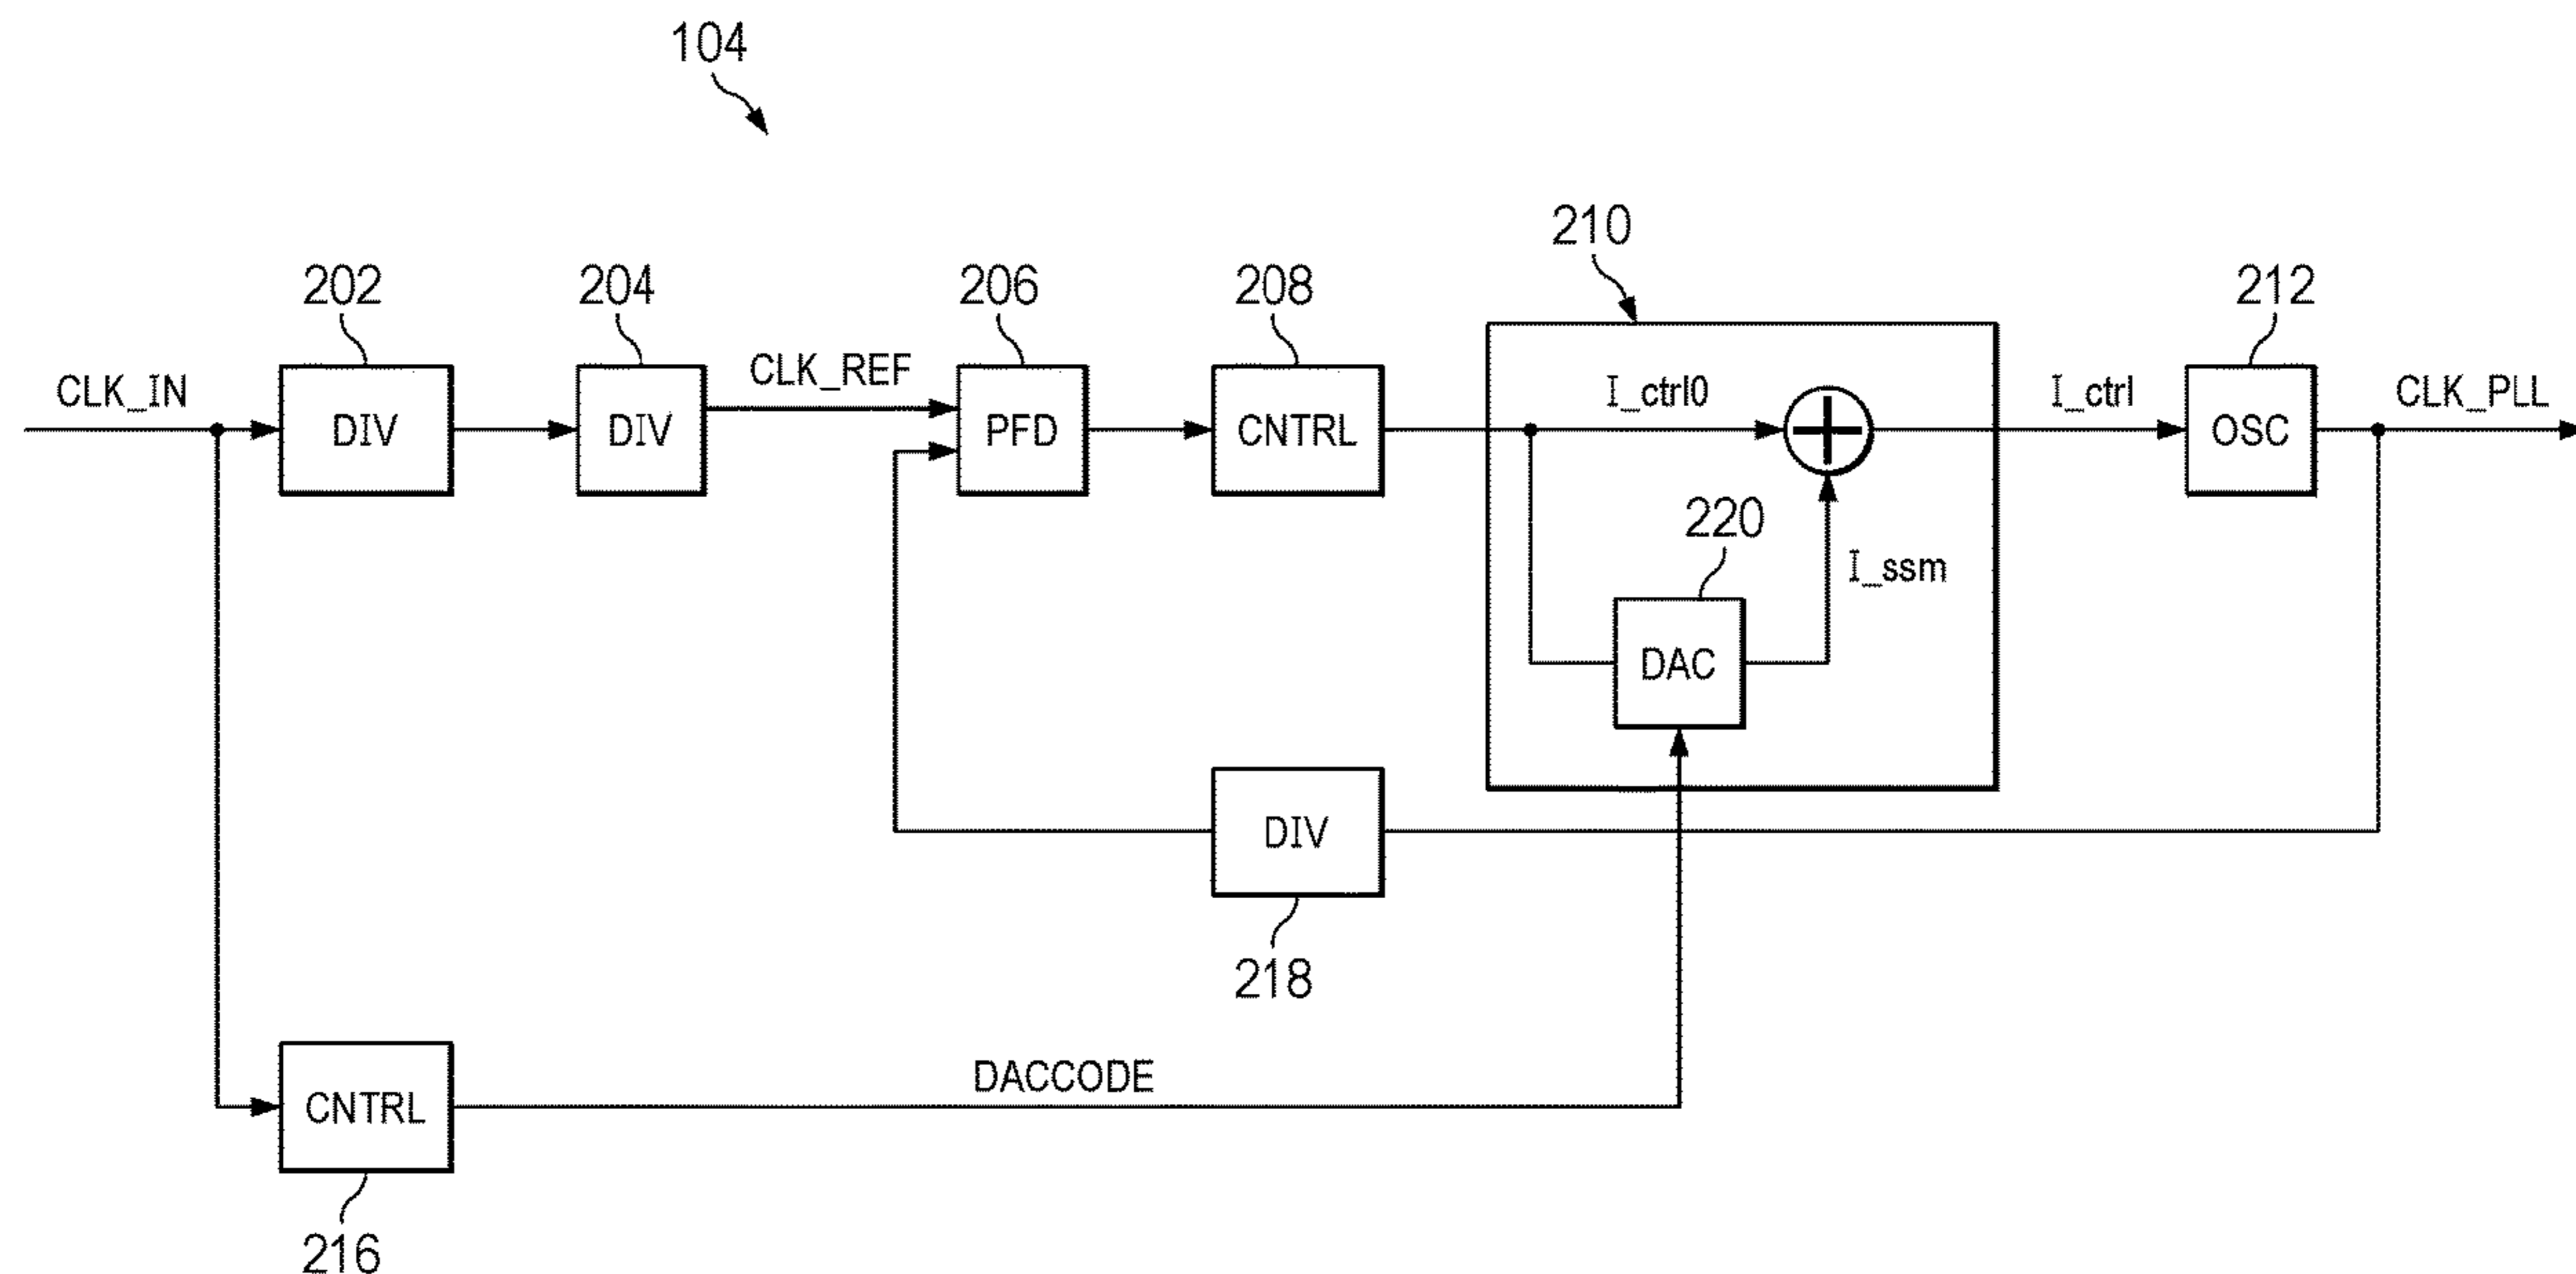 104
210
202
204
206
208
212
CLK_IN
DIV
DIV
CLK_REF
PFD
CNTRL
I_ctrl0
I_ctrl
OSC
CLK_PLL
220
I_ssm
DAC
DIV
218
DACCODE
CNTRL
216